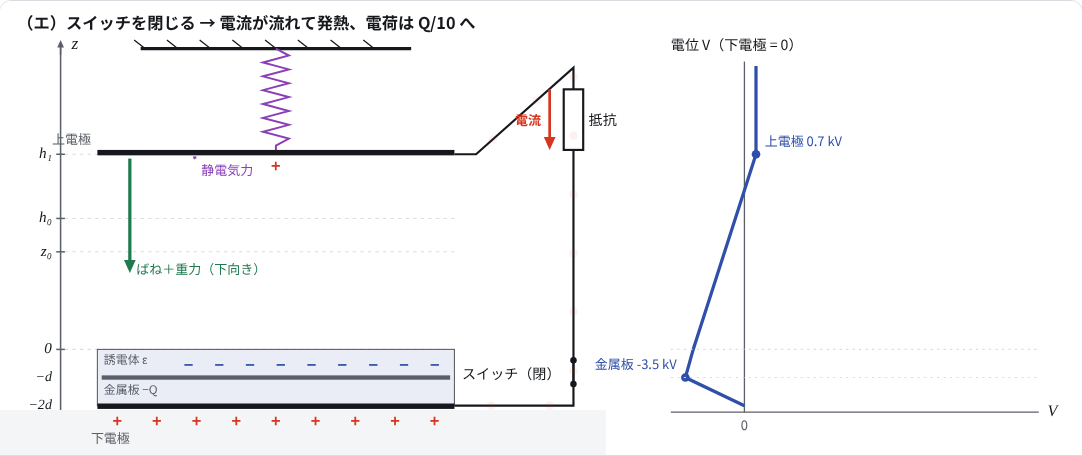 （エ）スイッチを閉じる → 電流が流れて発熱、電荷は Q/10 へ
z
電位 V（下電極 = 0）
電流
抵抗
上電極
上電極 0.7 kV
h₁
静電気力
+
h₀
z₀
ばね＋重力（下向き）
0
誘電体 ε
− − − − − − − − −
スイッチ（閉）
金属板 -3.5 kV
−d
金属板 −Q
−2d
+ + + + + + + + +
下電極
V
0